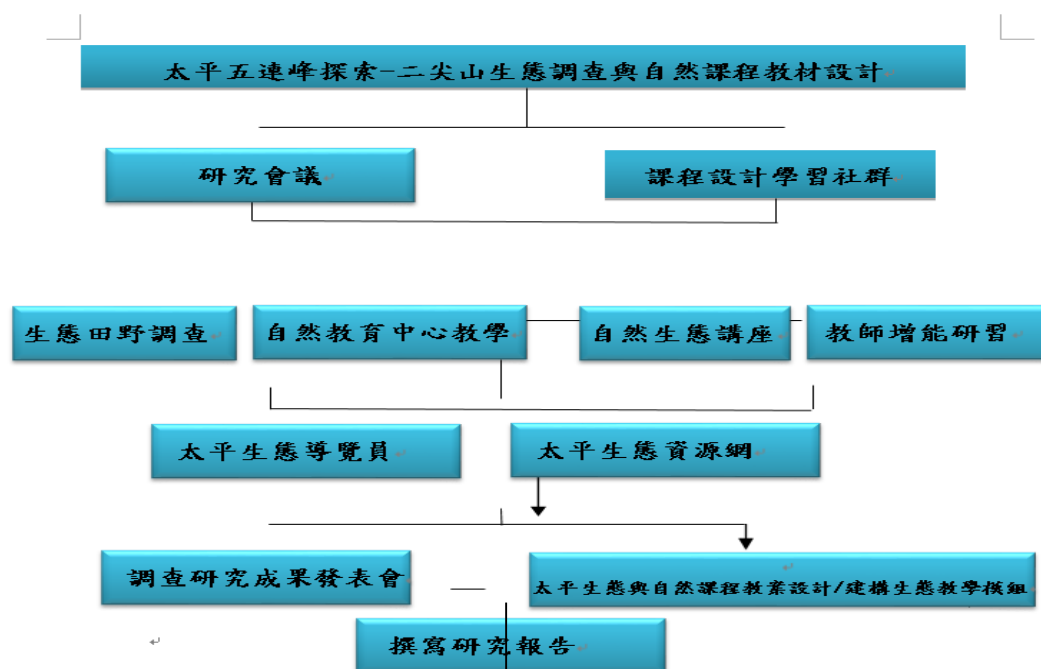 太平五連峰探索-二尖山生態調查與自然課程教材設計
研究會議
課程設計學習社群
生態田野調查
自然教育中心教學
自然生態講座
教師增能研習
太平生態導覽員
太平生態資源網
調查研究成果發表會
太平生態與自然課程教案設計/建構生態教學模組
撰寫研究報告